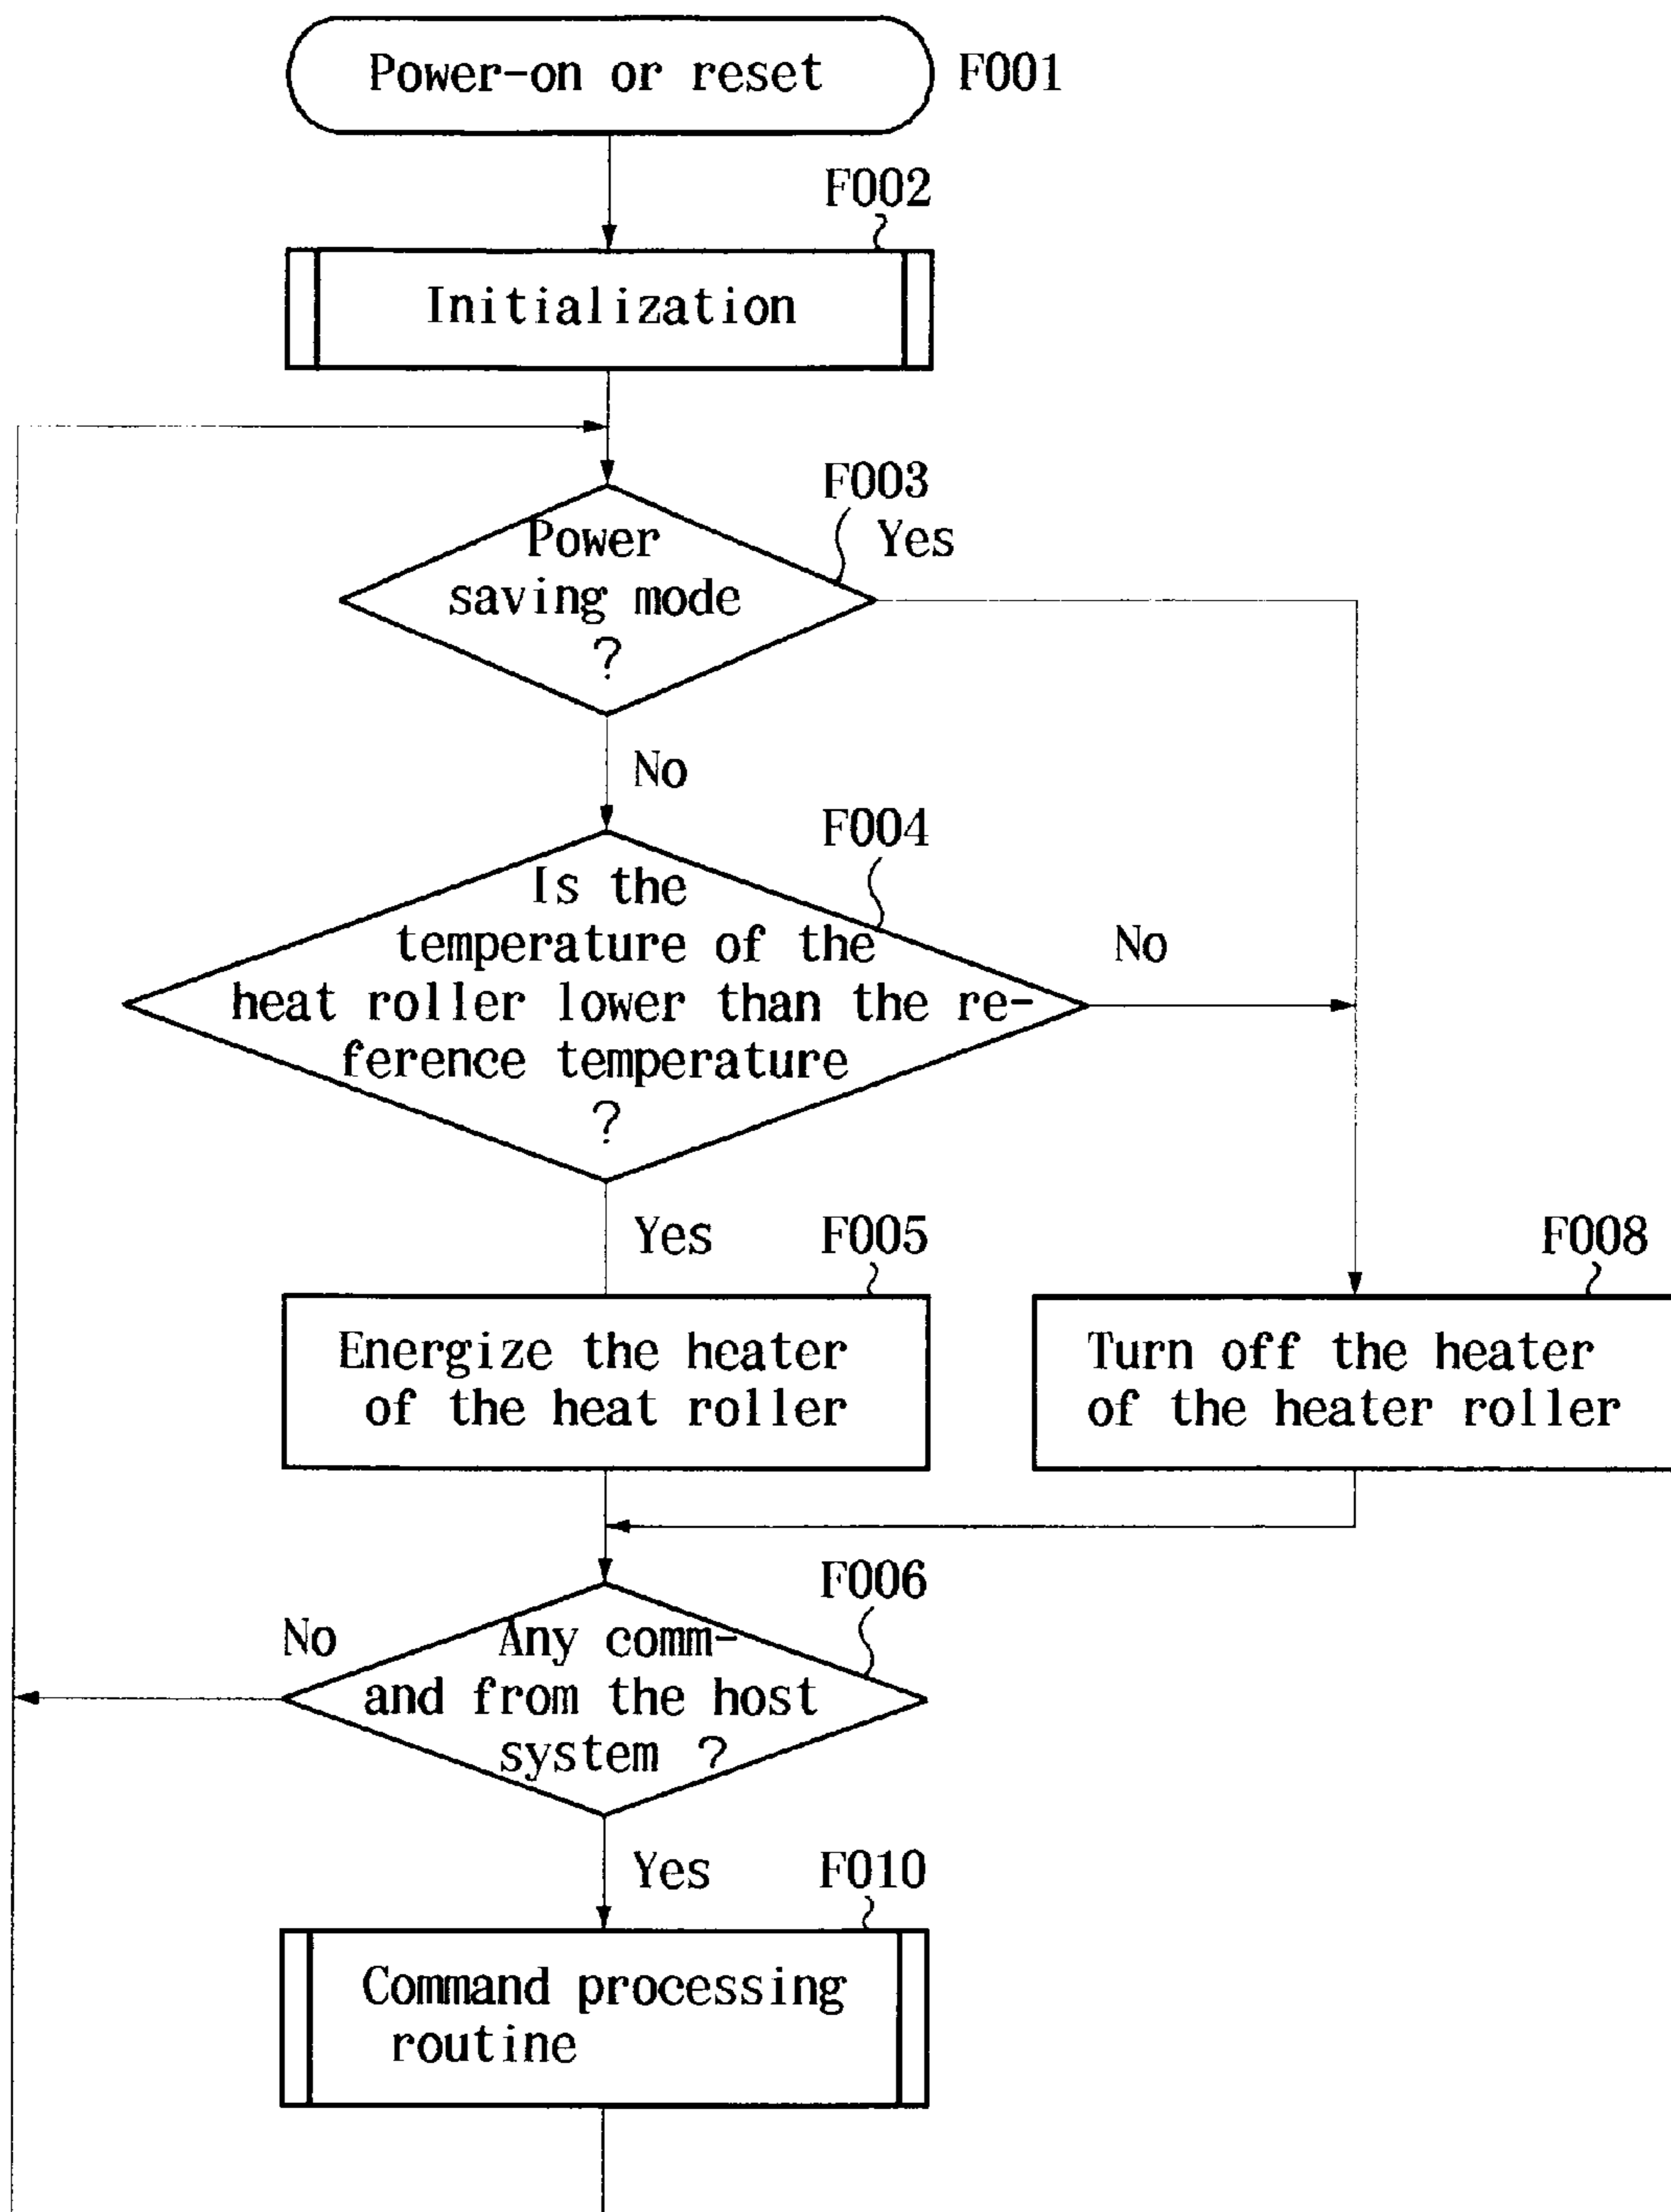 Power-on or reset
F001
F002
Initialization
F003
Yes
Power
saving mode
?
No
F004
Is the
temperature of the
heat roller lower than the re-
ference temperature
?
No
Yes
F005
Energize the heater
of the heat roller
F008
Turn off the heater
of the heater roller
F006
No
Any comm-
and from the host
system ?
Yes
F010
Command processing
routine